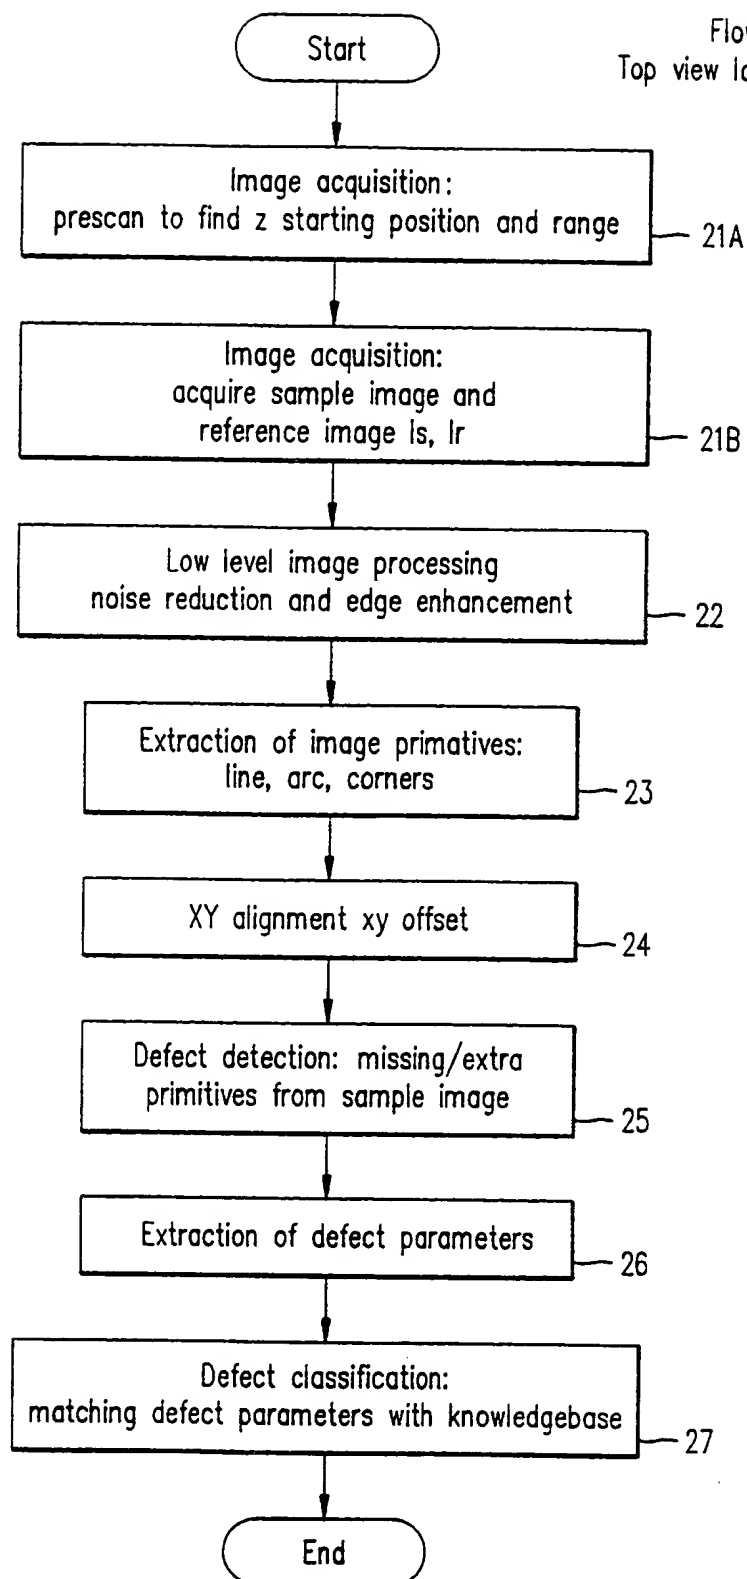 Start
Flo
Top view
Image acquisition:
prescan to find z starting position and range
21A
Image acquisition:
acquire sample image and
reference image Is, Ir
21B
Low level image processing
noise reduction and edge enhancement
22
Extraction of image primatives:
line, arc, corners
23
XY alignment xy offset
24
Defect detection: missing/extra
primitives from sample image
25
Extraction of defect parameters
26
Defect classification:
matching defect parameters with knowledgebase
27
End